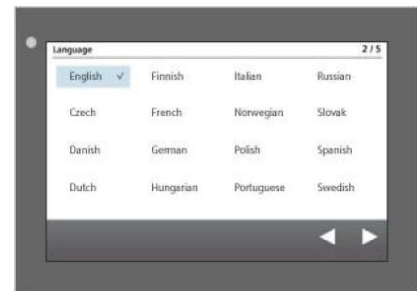 Language 2 / 5
English ✓ Finnish Italian Russian
Czech French Norwegian Slovak
Danish German Polish Spanish
Dutch Hungarian Portuguese Swedish